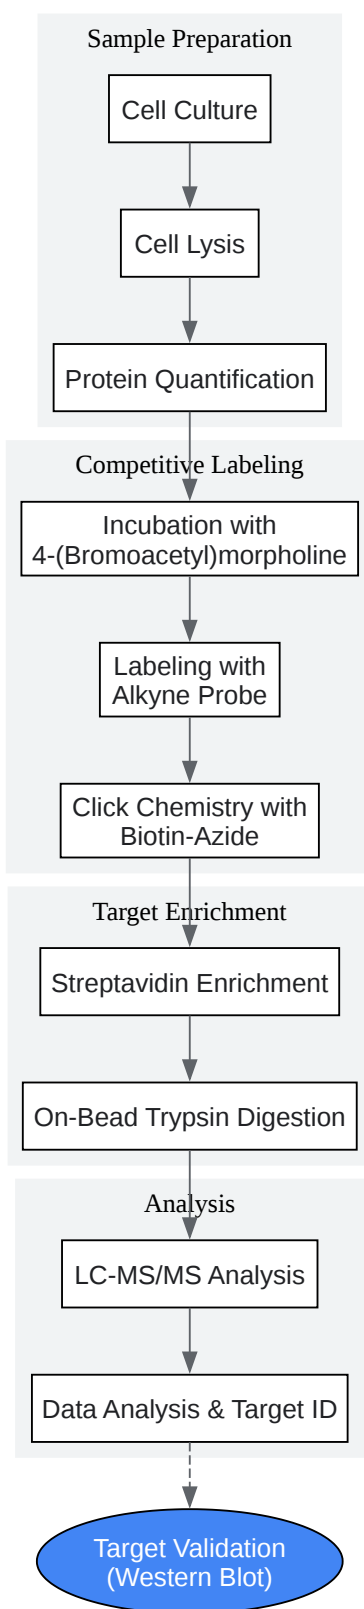 Sample Preparation
Cell Culture
Cell Lysis
Protein Quantification
Competitive Labeling
Incubation with
4-(Bromoacetyl)morpholine
Labeling with
Alkyne Probe
Click Chemistry with
Biotin-Azide
Target Enrichment
Streptavidin Enrichment
On-Bead Trypsin Digestion
Analysis
LC-MS/MS Analysis
Data Analysis & Target ID
Target Validation
(Western Blot)